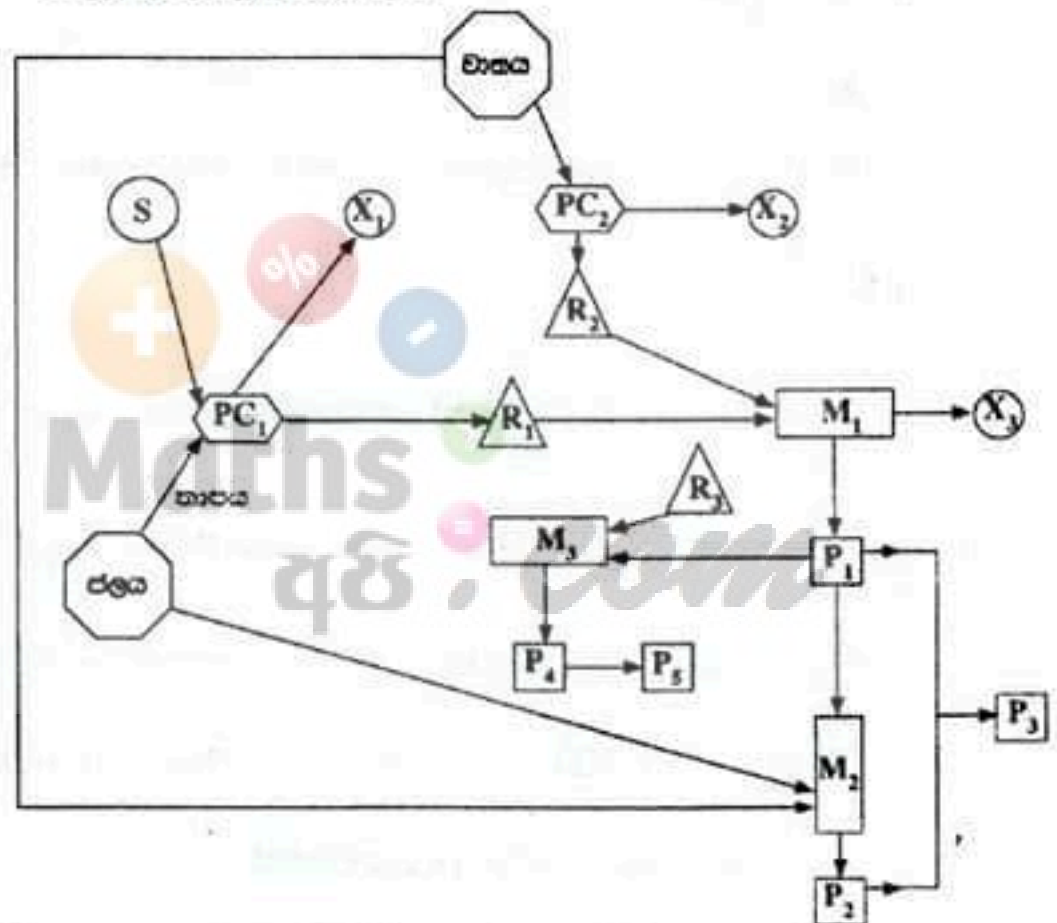 වාතය
S
X₁
PC₂
X₂
R₂
PC₁
R₁
M₁
X₃
තාපය
R₃
M₃
P₁
ජලය
P₄
P₅
P₃
M₂
P₂
%
Maths
අපි.com